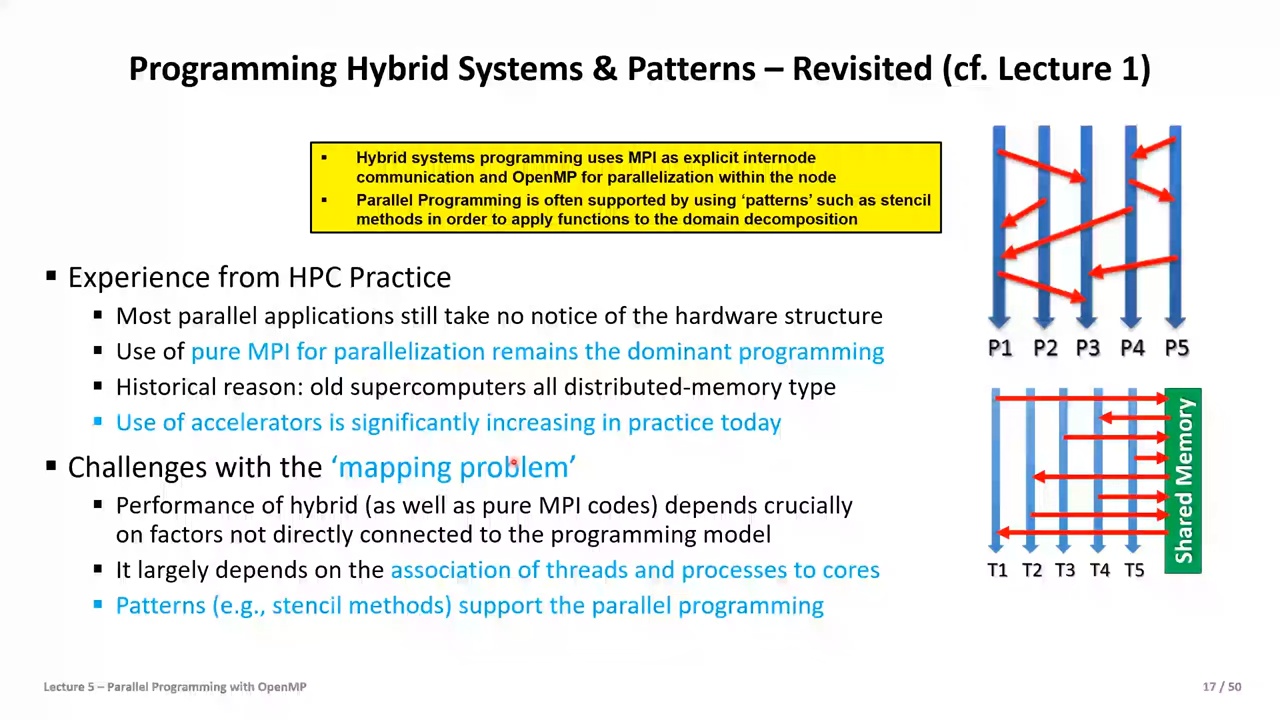 Programming Hybrid Systems & Patterns – Revisited (cf. Lecture 1)
▪ Hybrid systems programming uses MPI as explicit internode
communication and OpenMP for parallelization within the node
▪ Parallel Programming is often supported by using ‘patterns’ such as stencil
methods in order to apply functions to the domain decomposition
▪ Experience from HPC Practice
▪ Most parallel applications still take no notice of the hardware structure
▪ Use of pure MPI for parallelization remains the dominant programming
▪ Historical reason: old supercomputers all distributed-memory type
▪ Use of accelerators is significantly increasing in practice today
▪ Challenges with the ‘mapping problem’
▪ Performance of hybrid (as well as pure MPI codes) depends crucially
on factors not directly connected to the programming model
▪ It largely depends on the association of threads and processes to cores
▪ Patterns (e.g., stencil methods) support the parallel programming
P1 P2 P3 P4 P5
Shared Memory
T1 T2 T3 T4 T5
Lecture 5 – Parallel Programming with OpenMP
17 / 50